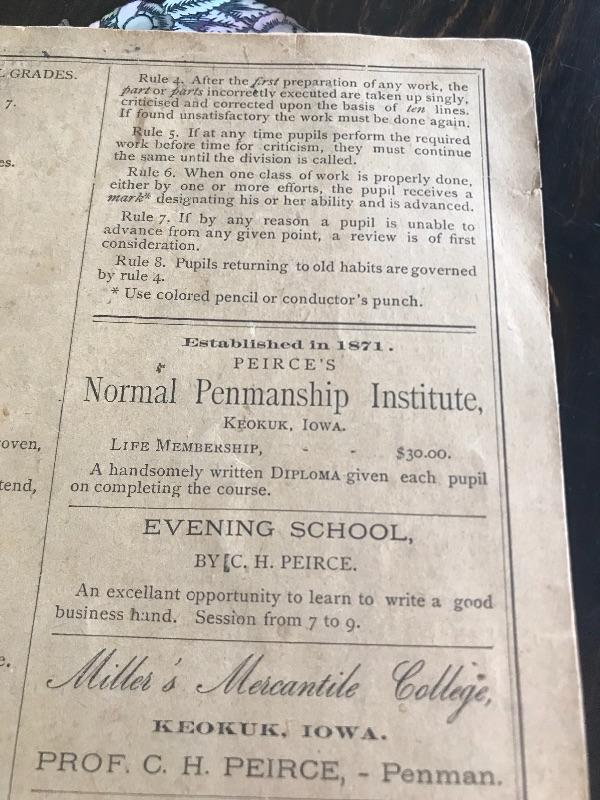 L GRADES.
7.
es.
oven,
tend,
e.
Rule 4. After the first preparation of any work, the
part or parts incorrectly executed are taken up singly,
criticised and corrected upon the basis of ten lines.
If found unsatisfactory the work must be done again.
Rule 5. If at any time pupils perform the required
work before time for criticism, they must continue
the same until the division is called.
Rule 6. When one class of work is properly done,
either by one or more efforts, the pupil receives a
mark* designating his or her ability and is advanced.
Rule 7. If by any reason a pupil is unable to
advance from any given point, a review is of first
consideration.
Rule 8. Pupils returning to old habits are governed
by rule 4.
* Use colored pencil or conductor's punch.
Established in 1871.
PEIRCE'S
Normal Penmanship Institute,
KEOKUK, IOWA.
LIFE MEMBERSHIP, - - $30.00.
A handsomely written DIPLOMA given each pupil
on completing the course.
EVENING SCHOOL,
BY [C. H. PEIRCE.
An excellant opportunity to learn to write a good
business hand. Session from 7 to 9.
Miller's Mercantile College,
KEOKUK, IOWA.
PROF. C. H. PEIRCE, - Penman.